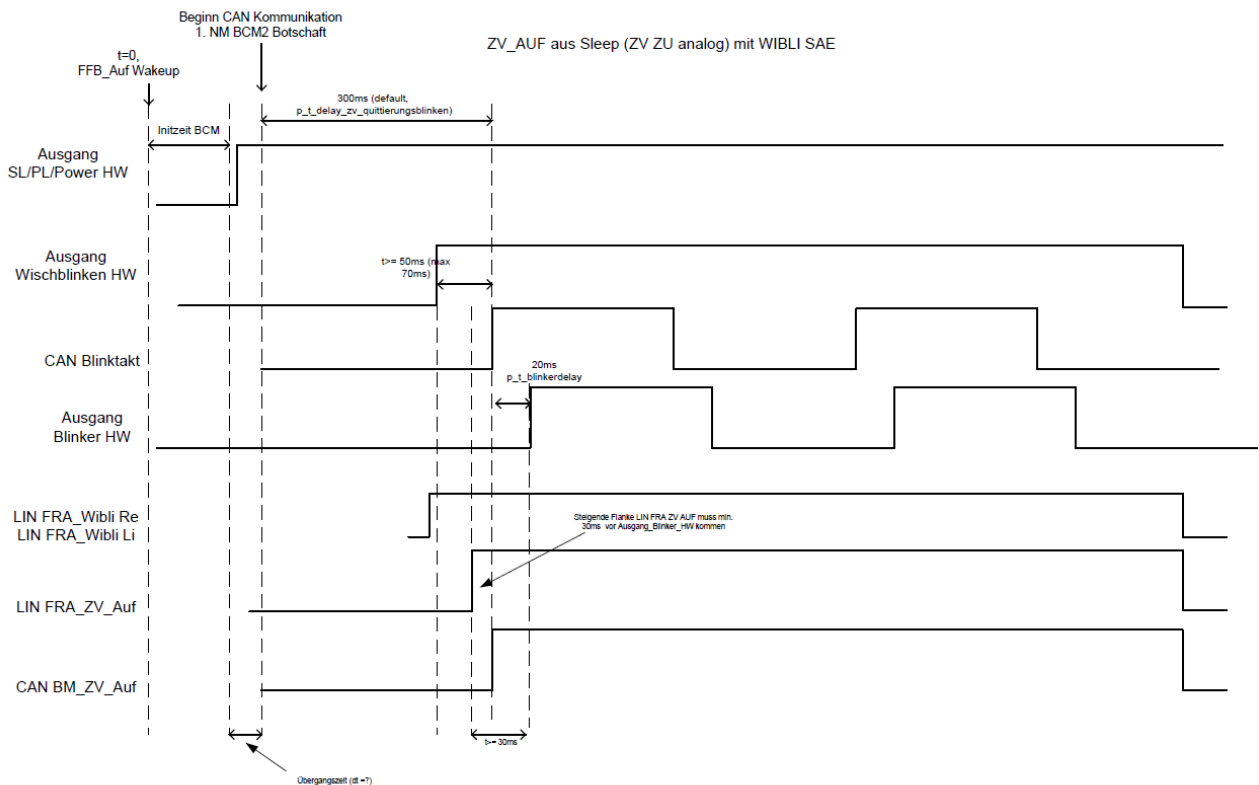 Beginn CAN Kommunikation
1. NM BCM2 Botschaft
ZV_AUF aus Sleep (ZV ZU analog) mit WIBLI SAE
t=0,
FFB_Auf Wakeup
300ms (default,
p_t_delay_zv_quittierungsblinken)
Initzeit BCM
Ausgang
SL/PL/Power HW
Ausgang
Wischblinken HW
t>= 50ms (max
70ms)
CAN Blinktakt
20ms
p_t_blinkerdelay
Ausgang
Blinker HW
LIN FRA_Wibli Re
LIN FRA_Wibli Li
Steigende Flanke LIN FRA ZV AUF muss min.
30ms vor Ausgang_Blinker_HW kommen
LIN FRA_ZV_Auf
CAN BM_ZV_Auf
t>= 30ms
Übergangszeit (dt =?)